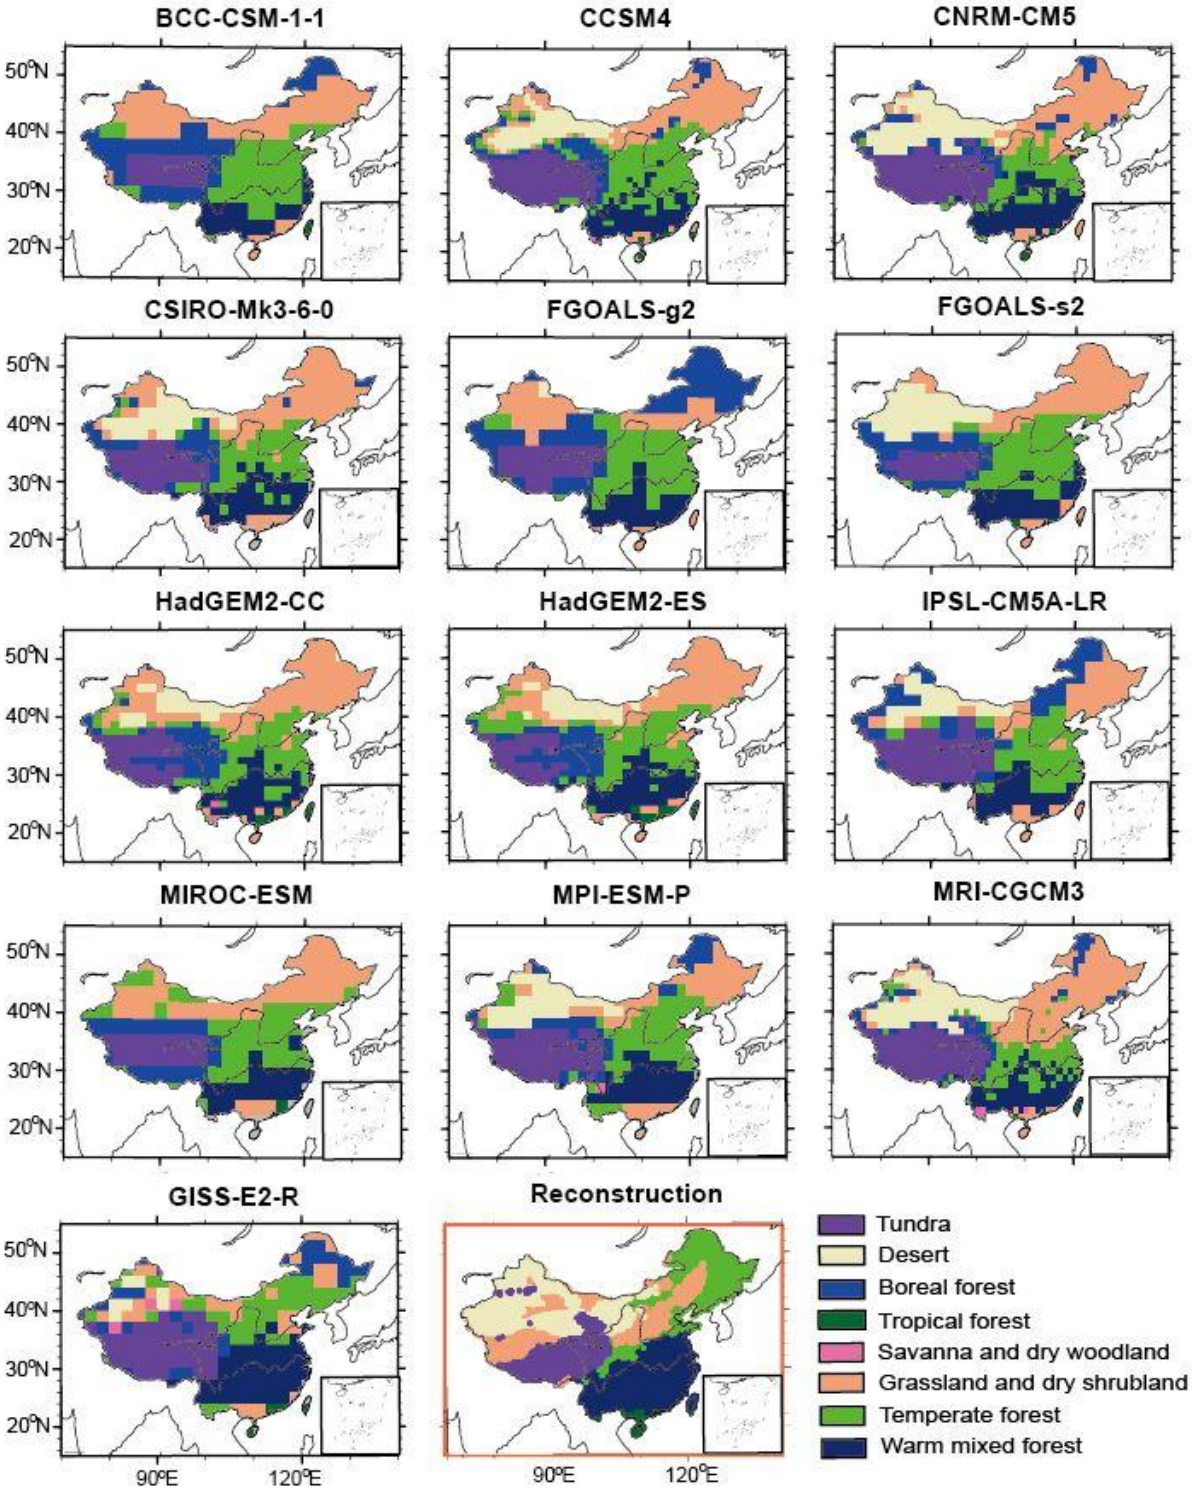 BCC-CSM-1-1 CCSM4 CNRM-CM5
50°N
40°N
30°N
20°N
CSIRO-Mk3-6-0 FGOALS-g2 FGOALS-s2
50°N
40°N
30°N
20°N
HadGEM2-CC HadGEM2-ES IPSL-CM5A-LR
50°N
40°N
30°N
20°N
MIROC-ESM MPI-ESM-P MRI-CGCM3
50°N
40°N
30°N
20°N
GISS-E2-R Reconstruction
50°N
40°N
30°N
20°N
90°E 120°E 90°E 120°E
Tundra
Desert
Boreal forest
Tropical forest
Savanna and dry woodland
Grassland and dry shrubland
Temperate forest
Warm mixed forest